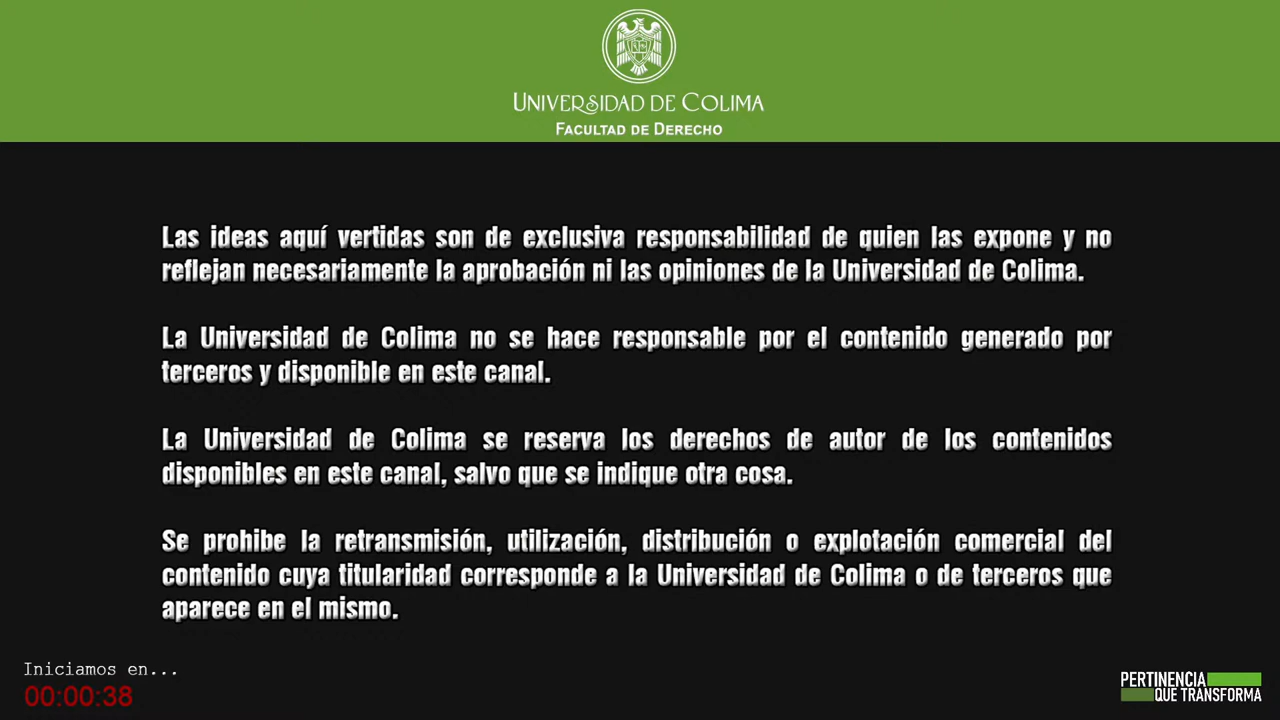 UNIVERSIDAD DE COLIMA
FACULTAD DE DERECHO
Las ideas aquí vertidas son de exclusiva responsabilidad de quien las expone y no
reflejan necesariamente la aprobación ni las opiniones de la Universidad de Colima.
La Universidad de Colima no se hace responsable por el contenido generado por
terceros y disponible en este canal.
La Universidad de Colima se reserva los derechos de autor de los contenidos
disponibles en este canal, salvo que se indique otra cosa.
Se prohibe la retransmisión, utilización, distribución o explotación comercial del
contenido cuya titularidad corresponde a la Universidad de Colima o de terceros que
aparece en el mismo.
Iniciamos en...
00:00:38
PERTINENCIA
QUE TRANSFORMA